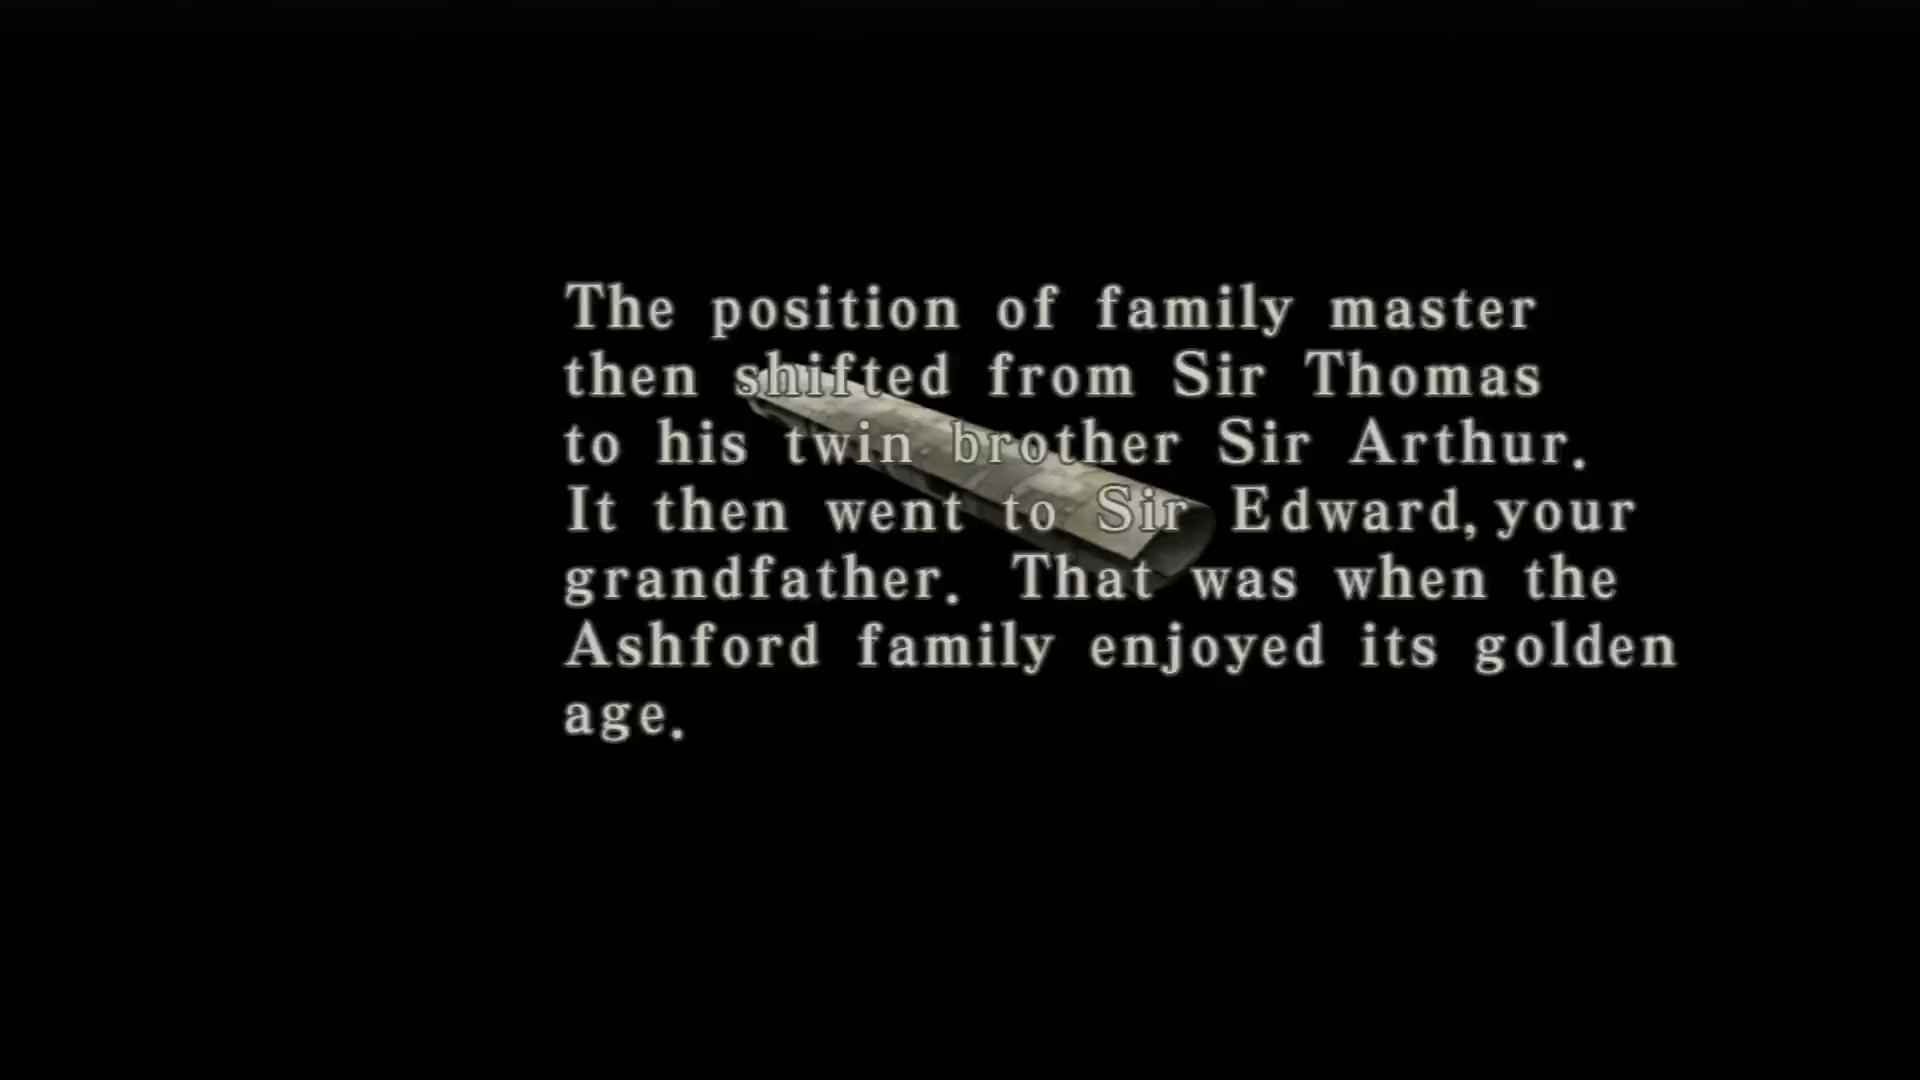 The position of family master
then shifted from Sir Thomas
to his twin brother Sir Arthur.
It then went to Sir Edward, your
grandfather. That was when the
Ashford family enjoyed its golden
age.